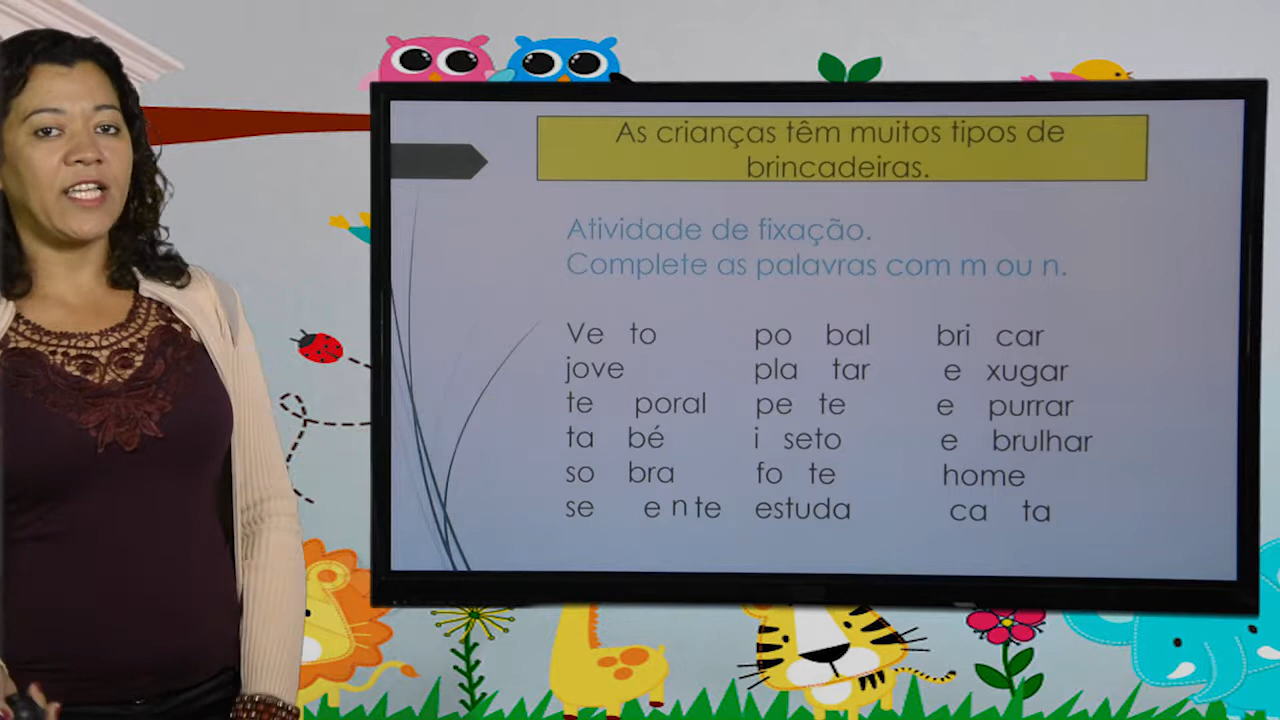 As crianças têm muitos tipos de
brincadeiras.
Atividade de fixação.
Complete as palavras com m ou n.
Ve to po bal bri car
jove pla tar e xugar
te poral pe te e purrar
ta bé i seto e brulhar
so bra fo te home
se e n te estuda ca ta